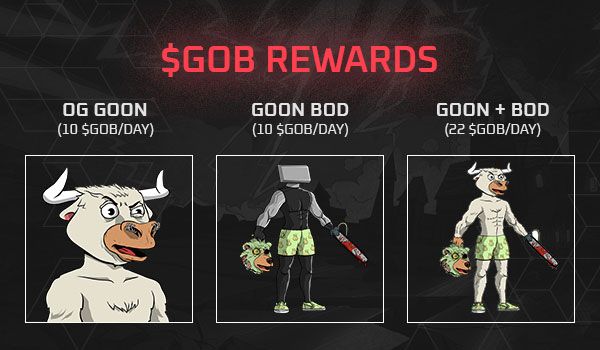 $GOB REWARDS
OG GOON
(10 $GOB/DAY)
GOON BOD
(10 $GOB/DAY)
GOON + BOD
(22 $GOB/DAY)